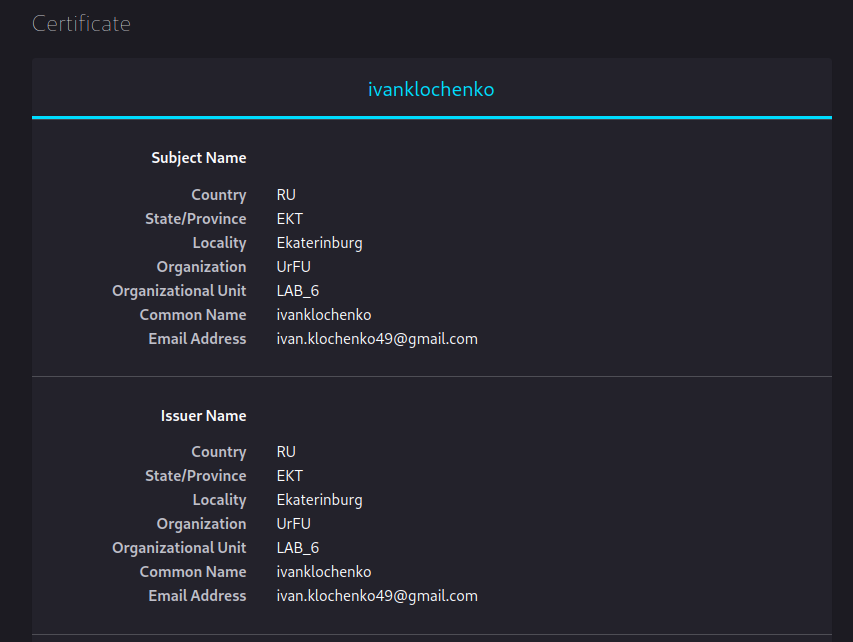 Certificate
ivanklochenko
Subject Name
Country RU
State/Province EKT
Locality Ekaterinburg
Organization UrFU
Organizational Unit LAB_6
Common Name ivanklochenko
Email Address ivan.klochenko49@gmail.com
Issuer Name
Country RU
State/Province EKT
Locality Ekaterinburg
Organization UrFU
Organizational Unit LAB_6
Common Name ivanklochenko
Email Address ivan.klochenko49@gmail.com